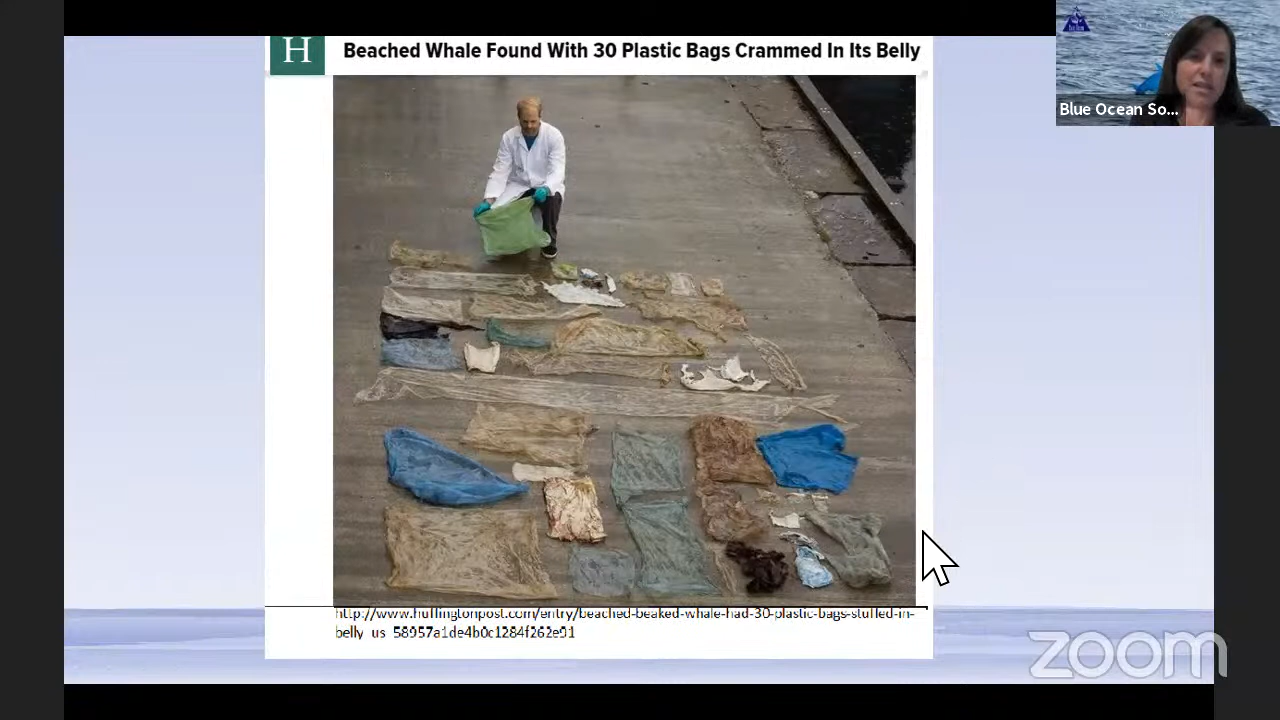 H
Beached Whale Found With 30 Plastic Bags Crammed In Its Belly
Blue Ocean So...
http://www.huffingtonpost.com/entry/beached-beaked-whale-had-30-plastic-bags-stuffed-in-
belly_us_58957a1de4b0c1284f262e91
zoom